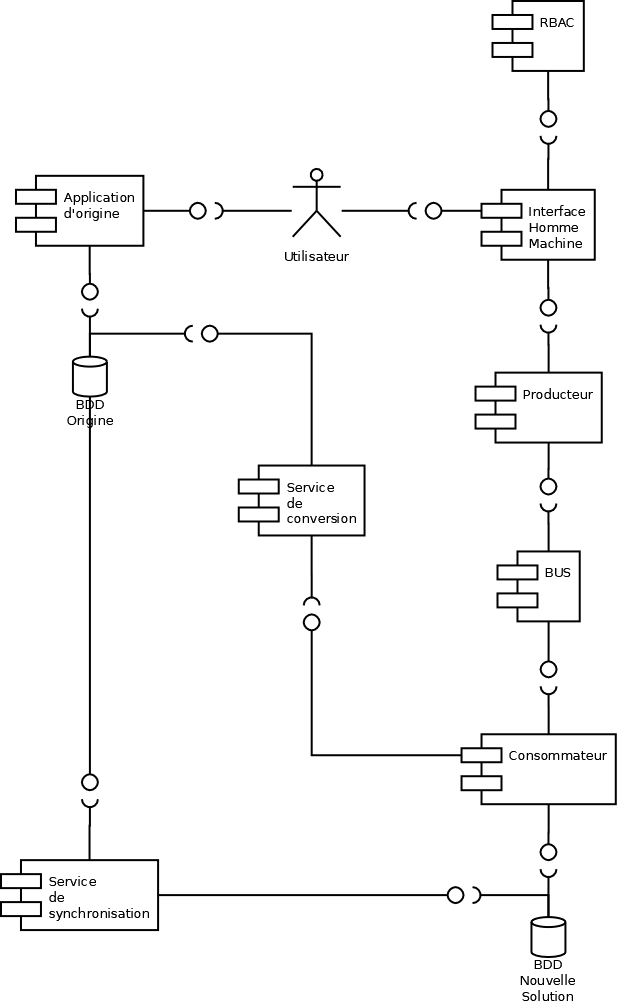 RBAC
Application
d'origine
Utilisateur
Interface
Homme
Machine
BDD
Origine
Producteur
Service
de
conversion
BUS
Consommateur
Service
de
synchronisation
BDD
Nouvelle
Solution